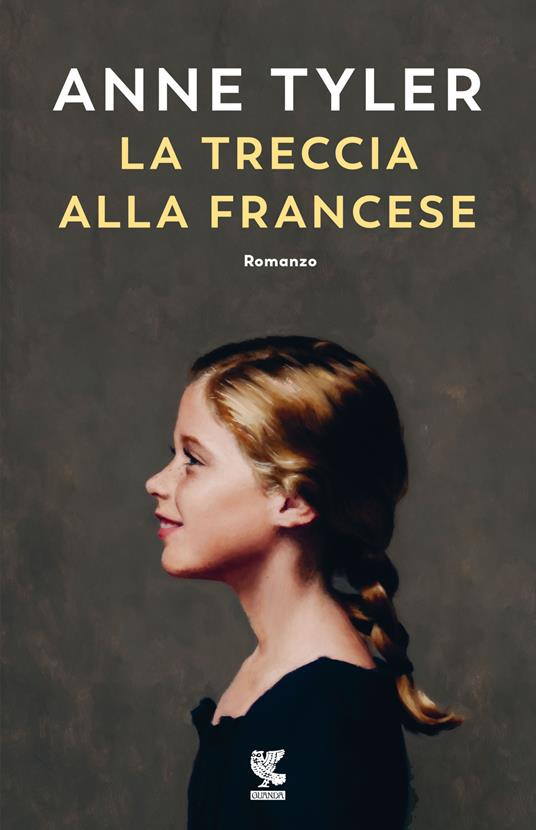 ANNE TYLER
LA TRECCIA
ALLA FRANCESE
Romanzo
GUANDA